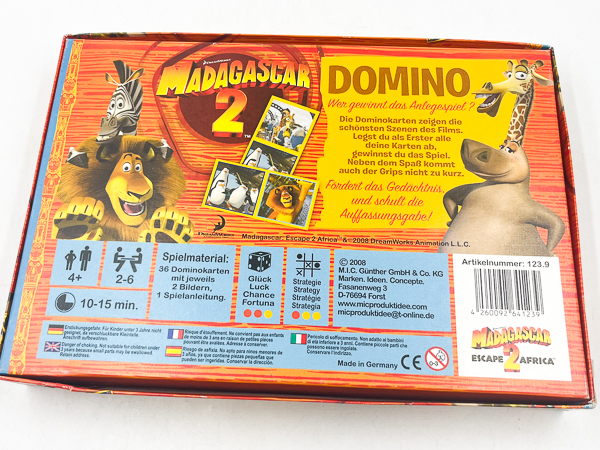 DreamWorks
MADAGASCAR
2
TM
DOMINO
Wer gewinnt das Anlegespiel ?
Die Dominokarten zeigen die
schönsten Szenen des Films.
Legst du als Erster alle
deine Karten ab,
gewinnst du das Spiel.
Neben dem Spaß kommt
auch der Grips nicht zu kurz.
Fördert das Gedächtnis,
und schult die
Auffassungsgabe!
DreamWorks
Madagascar: Escape 2 Africa ™ & © 2008 DreamWorks Animation L.L.C.
4+
2-6
10-15 min.
Spielmaterial:
36 Dominokarten
mit jeweils
2 Bildern,
1 Spielanleitung.
Glück
Luck
Chance
Fortuna
Strategie
Strategy
Stratégie
Strategia
© 2008
M.I.C. Günther GmbH & Co. KG
Marken. Ideen. Concepte.
Fasanenweg 3
D-76694 Forst
www.micproduktidee.com
micproduktidee@t-online.de
Artikelnummer: 123.9
4 260092 641239
Erstickungsgefahr. Für Kinder unter 3 Jahre nicht
geeignet, da verschluckbare Kleinteile.
Anschrift aufbewahren.
Danger of choking. Not suitable for children under
3 years because small parts may be swallowed.
Retain address.
Risque d'étouffement. Ne convient pas aux enfants
de moins de 3 ans en raison de petites pièces
pouvant être avalées. Conserver l'adresse.
Riesgo de asfixia. No apto para niños menores de
3 años, ya que contiene piezas pequeñas que
pueden ser ingeridas. Conservar la dirección.
Pericolo di soffocamento. Non adatto ai bambini
di età inferiore a 3 anni. Contiene piccole parti che
possono essere inghiottite.
Conservare l'indirizzo.
CE
0-3
Made in Germany
MADAGASCAR
ESCAPE 2 AFRICA